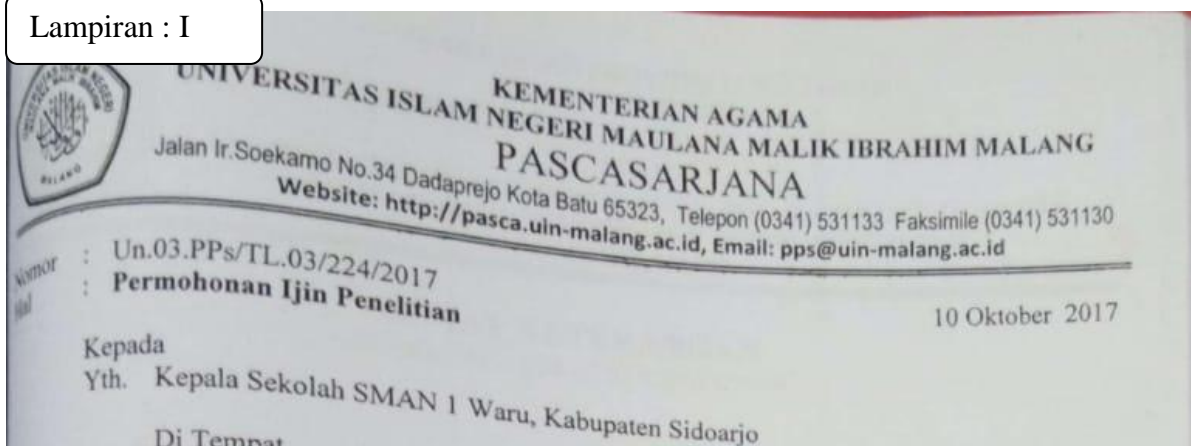 Lampiran : I
KEMENTERIAN AGAMA
UNIVERSITAS ISLAM NEGERI MAULANA MALIK IBRAHIM MALANG
PASCASARJANA
Jalan Ir.Soekarno No.34 Dadaprejo Kota Batu 65323, Telepon (0341) 531133 Faksimile (0341) 531130
Website: http://pasca.uin-malang.ac.id, Email: pps@uin-malang.ac.id
Nomor : Un.03.PPs/TL.03/224/2017
Hal : Permohonan Ijin Penelitian
10 Oktober 2017
Kepada
Yth. Kepala Sekolah SMAN 1 Waru, Kabupaten Sidoarjo
Di Tempat